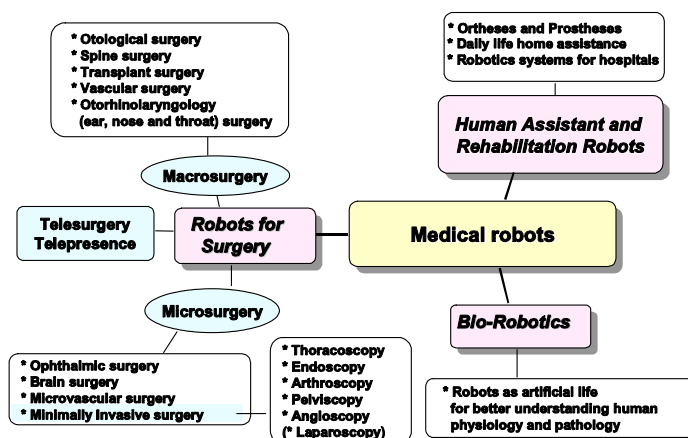 * Otological surgery
* Spine surgery
* Transplant surgery
* Vascular surgery
* Otorhinolaryngology
(ear, nose and throat) surgery
Macrosurgery
Telesurgery
Telepresence
Robots for
Surgery
Microsurgery
* Ophthalmic surgery
* Brain surgery
* Microvascular surgery
* Minimally Invasive surgery
* Thoracoscopy
* Endoscopy
* Arthroscopy
* Pelviscopy
* Angioscopy
(* Laparoscopy)
Medical robots
* Ortheses and Prostheses
* Daily life home assistance
* Robotics systems for hospitals
Human Assistant and
Rehabilitation Robots
Bio-Robotics
* Robots as artificial life
for better understanding human
physiology and pathology